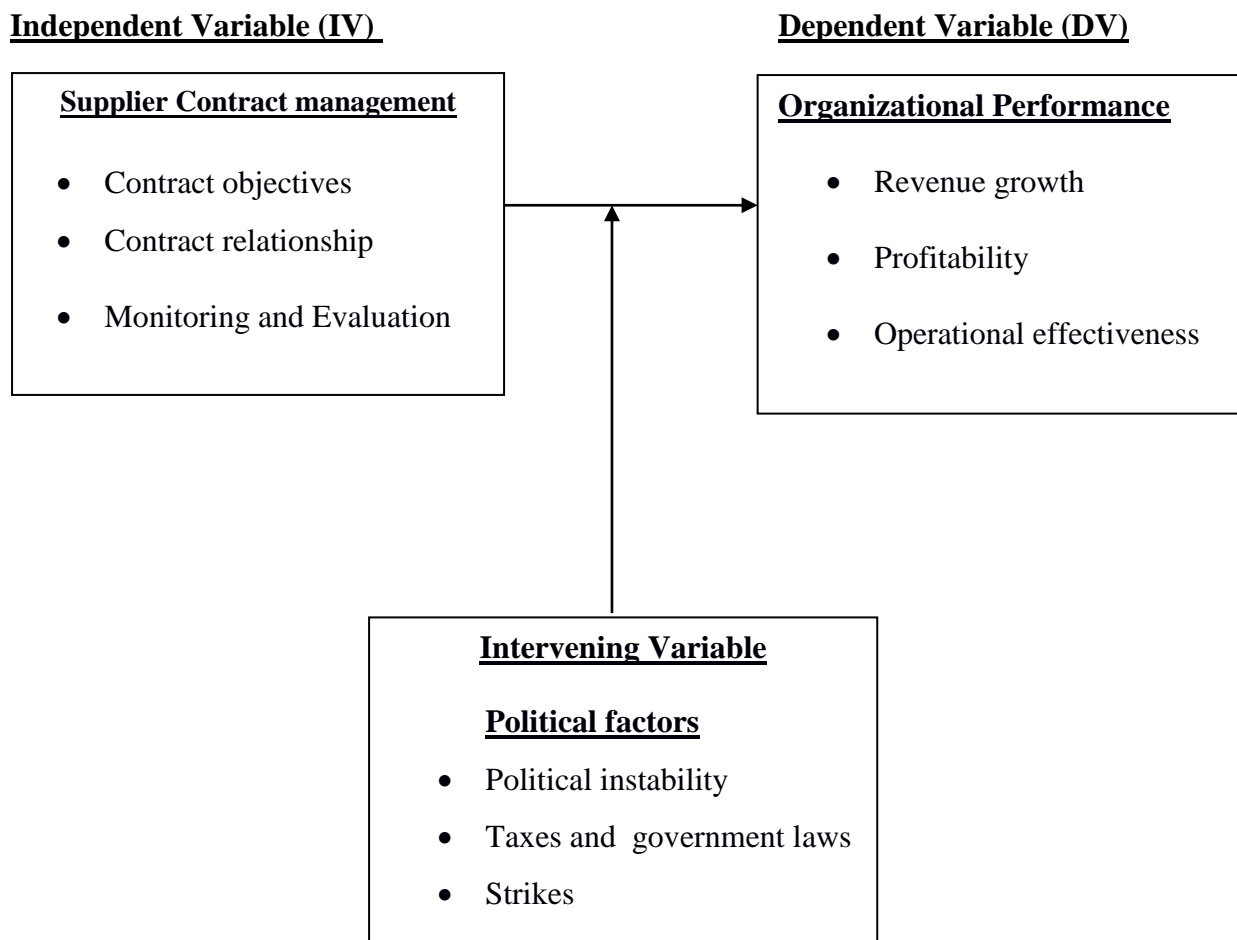 Independent Variable (IV)
Dependent Variable (DV)
Supplier Contract management
• Contract objectives
• Contract relationship
• Monitoring and Evaluation
Organizational Performance
• Revenue growth
• Profitability
• Operational effectiveness
Intervening Variable
Political factors
• Political instability
• Taxes and government laws
• Strikes